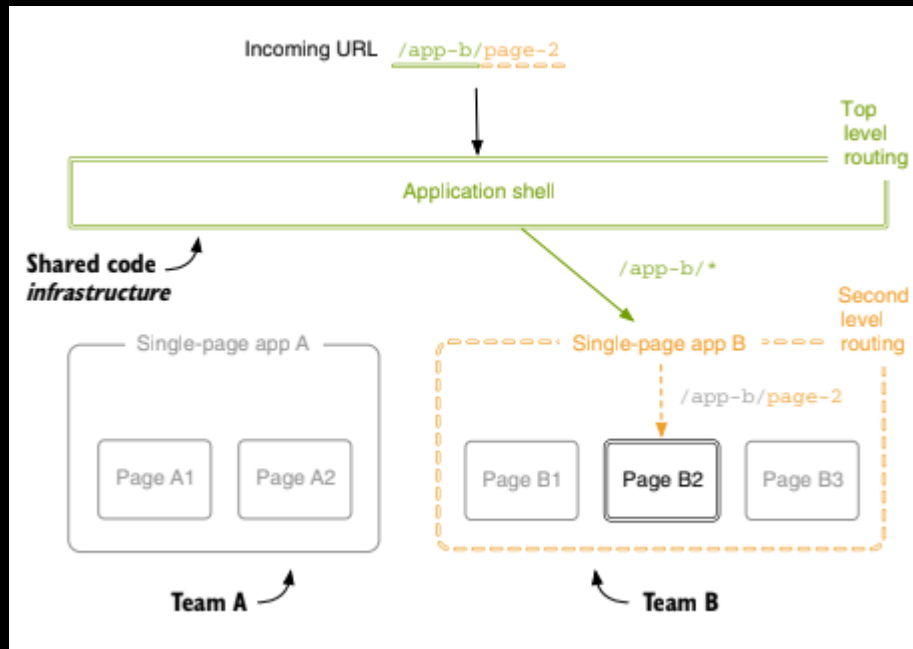 Incoming URL /app-b/page-2
Top
level
routing
Application shell
Shared code
infrastructure
/app-b/*
Second
level
routing
Single-page app A
Single-page app B
/app-b/page-2
Page A1
Page A2
Page B1
Page B2
Page B3
Team A
Team B